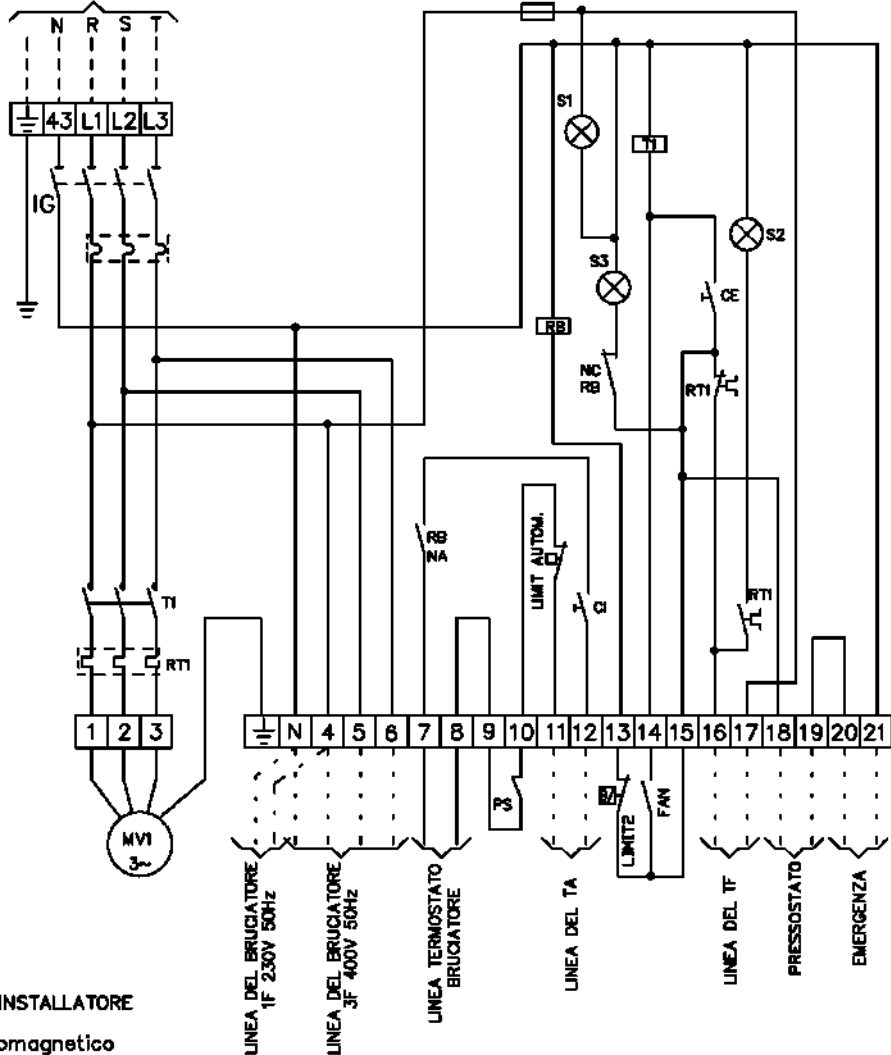 N R S T
43 L1 L2 L3
IG
S1
T1
S2
S3
CE
RB
NC
RB
RT1
RB
NA
LIMIT AUTOM.
CI
RT1
T1
RT1
1 2 3
N 4 5 6 7 8 9 10 11 12 13 14 15 16 17 18 19 20 21
MV1
3~
PS
LIMIT2
FAN
LINEA DEL BRUCIATORE
1F 230V 50Hz
LINEA DEL BRUCIATORE
3F 400V 50Hz
LINEA TERMOSTATO
BRUCIATORE
LINEA DEL TA
LINEA DEL TF
PRESSOSTATO
EMERGENZA
INSTALLATORE
omagnetico